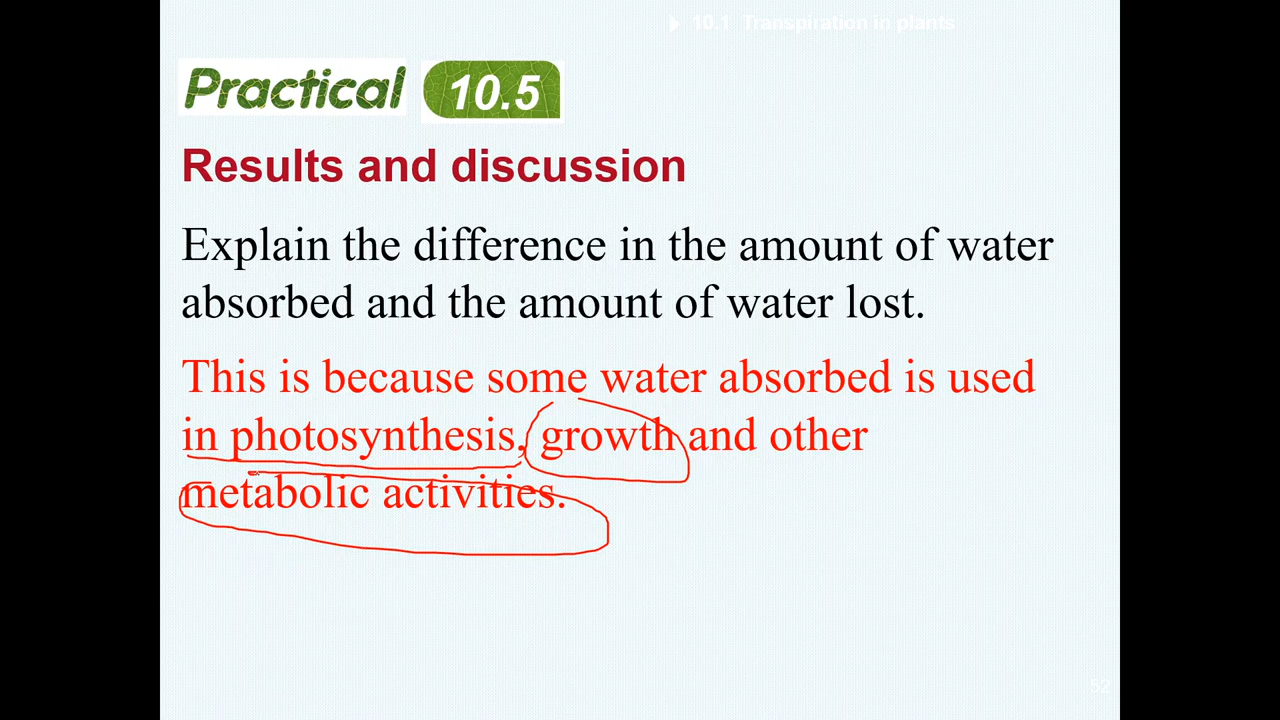 10.1 Transpiration in plants
Practical 10.5
Results and discussion
Explain the difference in the amount of water
absorbed and the amount of water lost.
This is because some water absorbed is used
in photosynthesis, growth and other
metabolic activities.
52